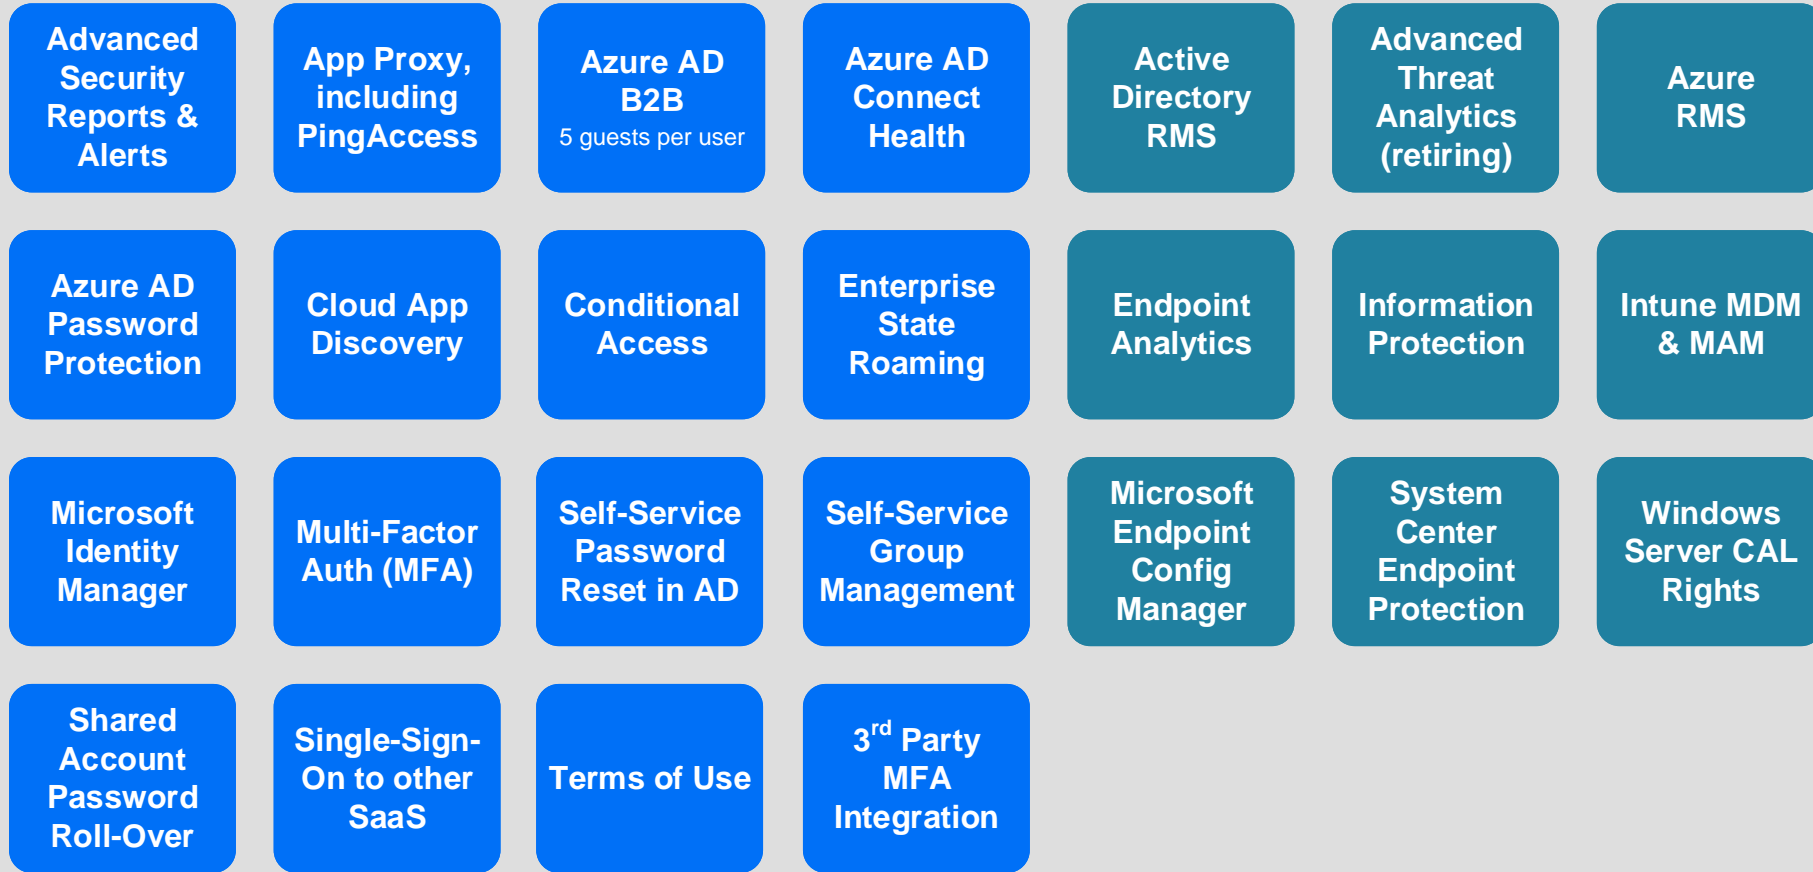 Advanced
Security
Reports &
Alerts
App Proxy,
including
PingAccess
Azure AD
B2B
5 guests per user
Azure AD
Connect
Health
Active
Directory
RMS
Advanced
Threat
Analytics
(retiring)
Azure
RMS
Azure AD
Password
Protection
Cloud App
Discovery
Conditional
Access
Enterprise
State
Roaming
Endpoint
Analytics
Information
Protection
Intune MDM
& MAM
Microsoft
Identity
Manager
Multi-Factor
Auth (MFA)
Self-Service
Password
Reset in AD
Self-Service
Group
Management
Microsoft
Endpoint
Config
Manager
System
Center
Endpoint
Protection
Windows
Server CAL
Rights
Shared
Account
Password
Roll-Over
Single-Sign-
On to other
SaaS
Terms of Use
3rd Party
MFA
Integration